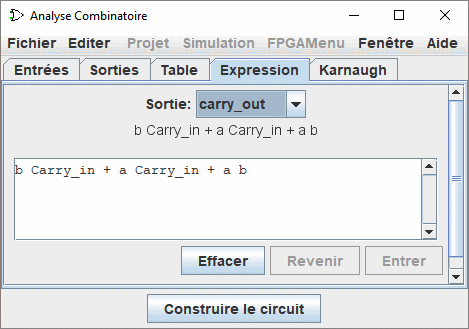 Analyse Combinatoire
Fichier Editer Projet Simulation FPGAMenu Fenêtre Aide
Entrées Sorties Table Expression Karnaugh
Sortie: carry_out
b Carry_in + a Carry_in + a b
b Carry_in + a Carry_in + a b
Effacer Revenir Entrer
Construire le circuit